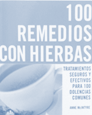 100
REMEDIOS
CON HIERBAS
TRATAMIENTOS
SEGUROS Y
EFECTIVOS
PARA 100
DOLENCIAS
COMUNES